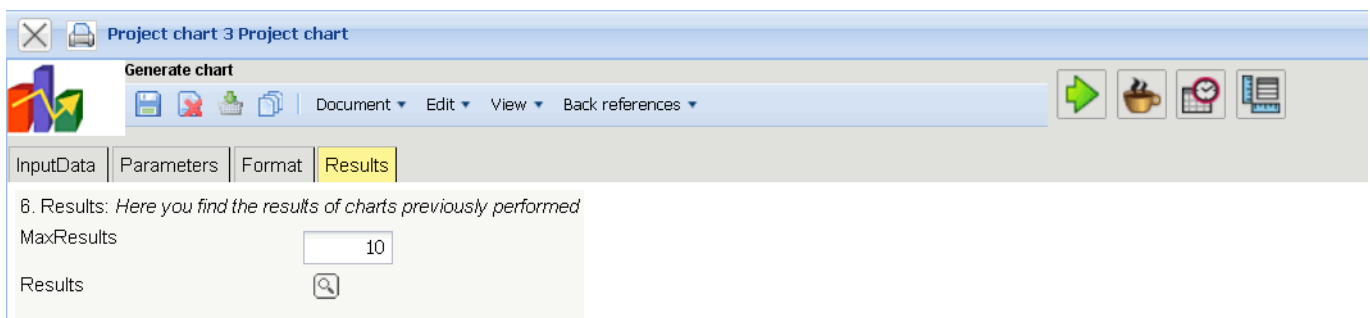 Project chart 3 Project chart
Generate chart
Document Edit View Back references
InputData Parameters Format Results
6. Results: Here you find the results of charts previously performed
MaxResults 10
Results